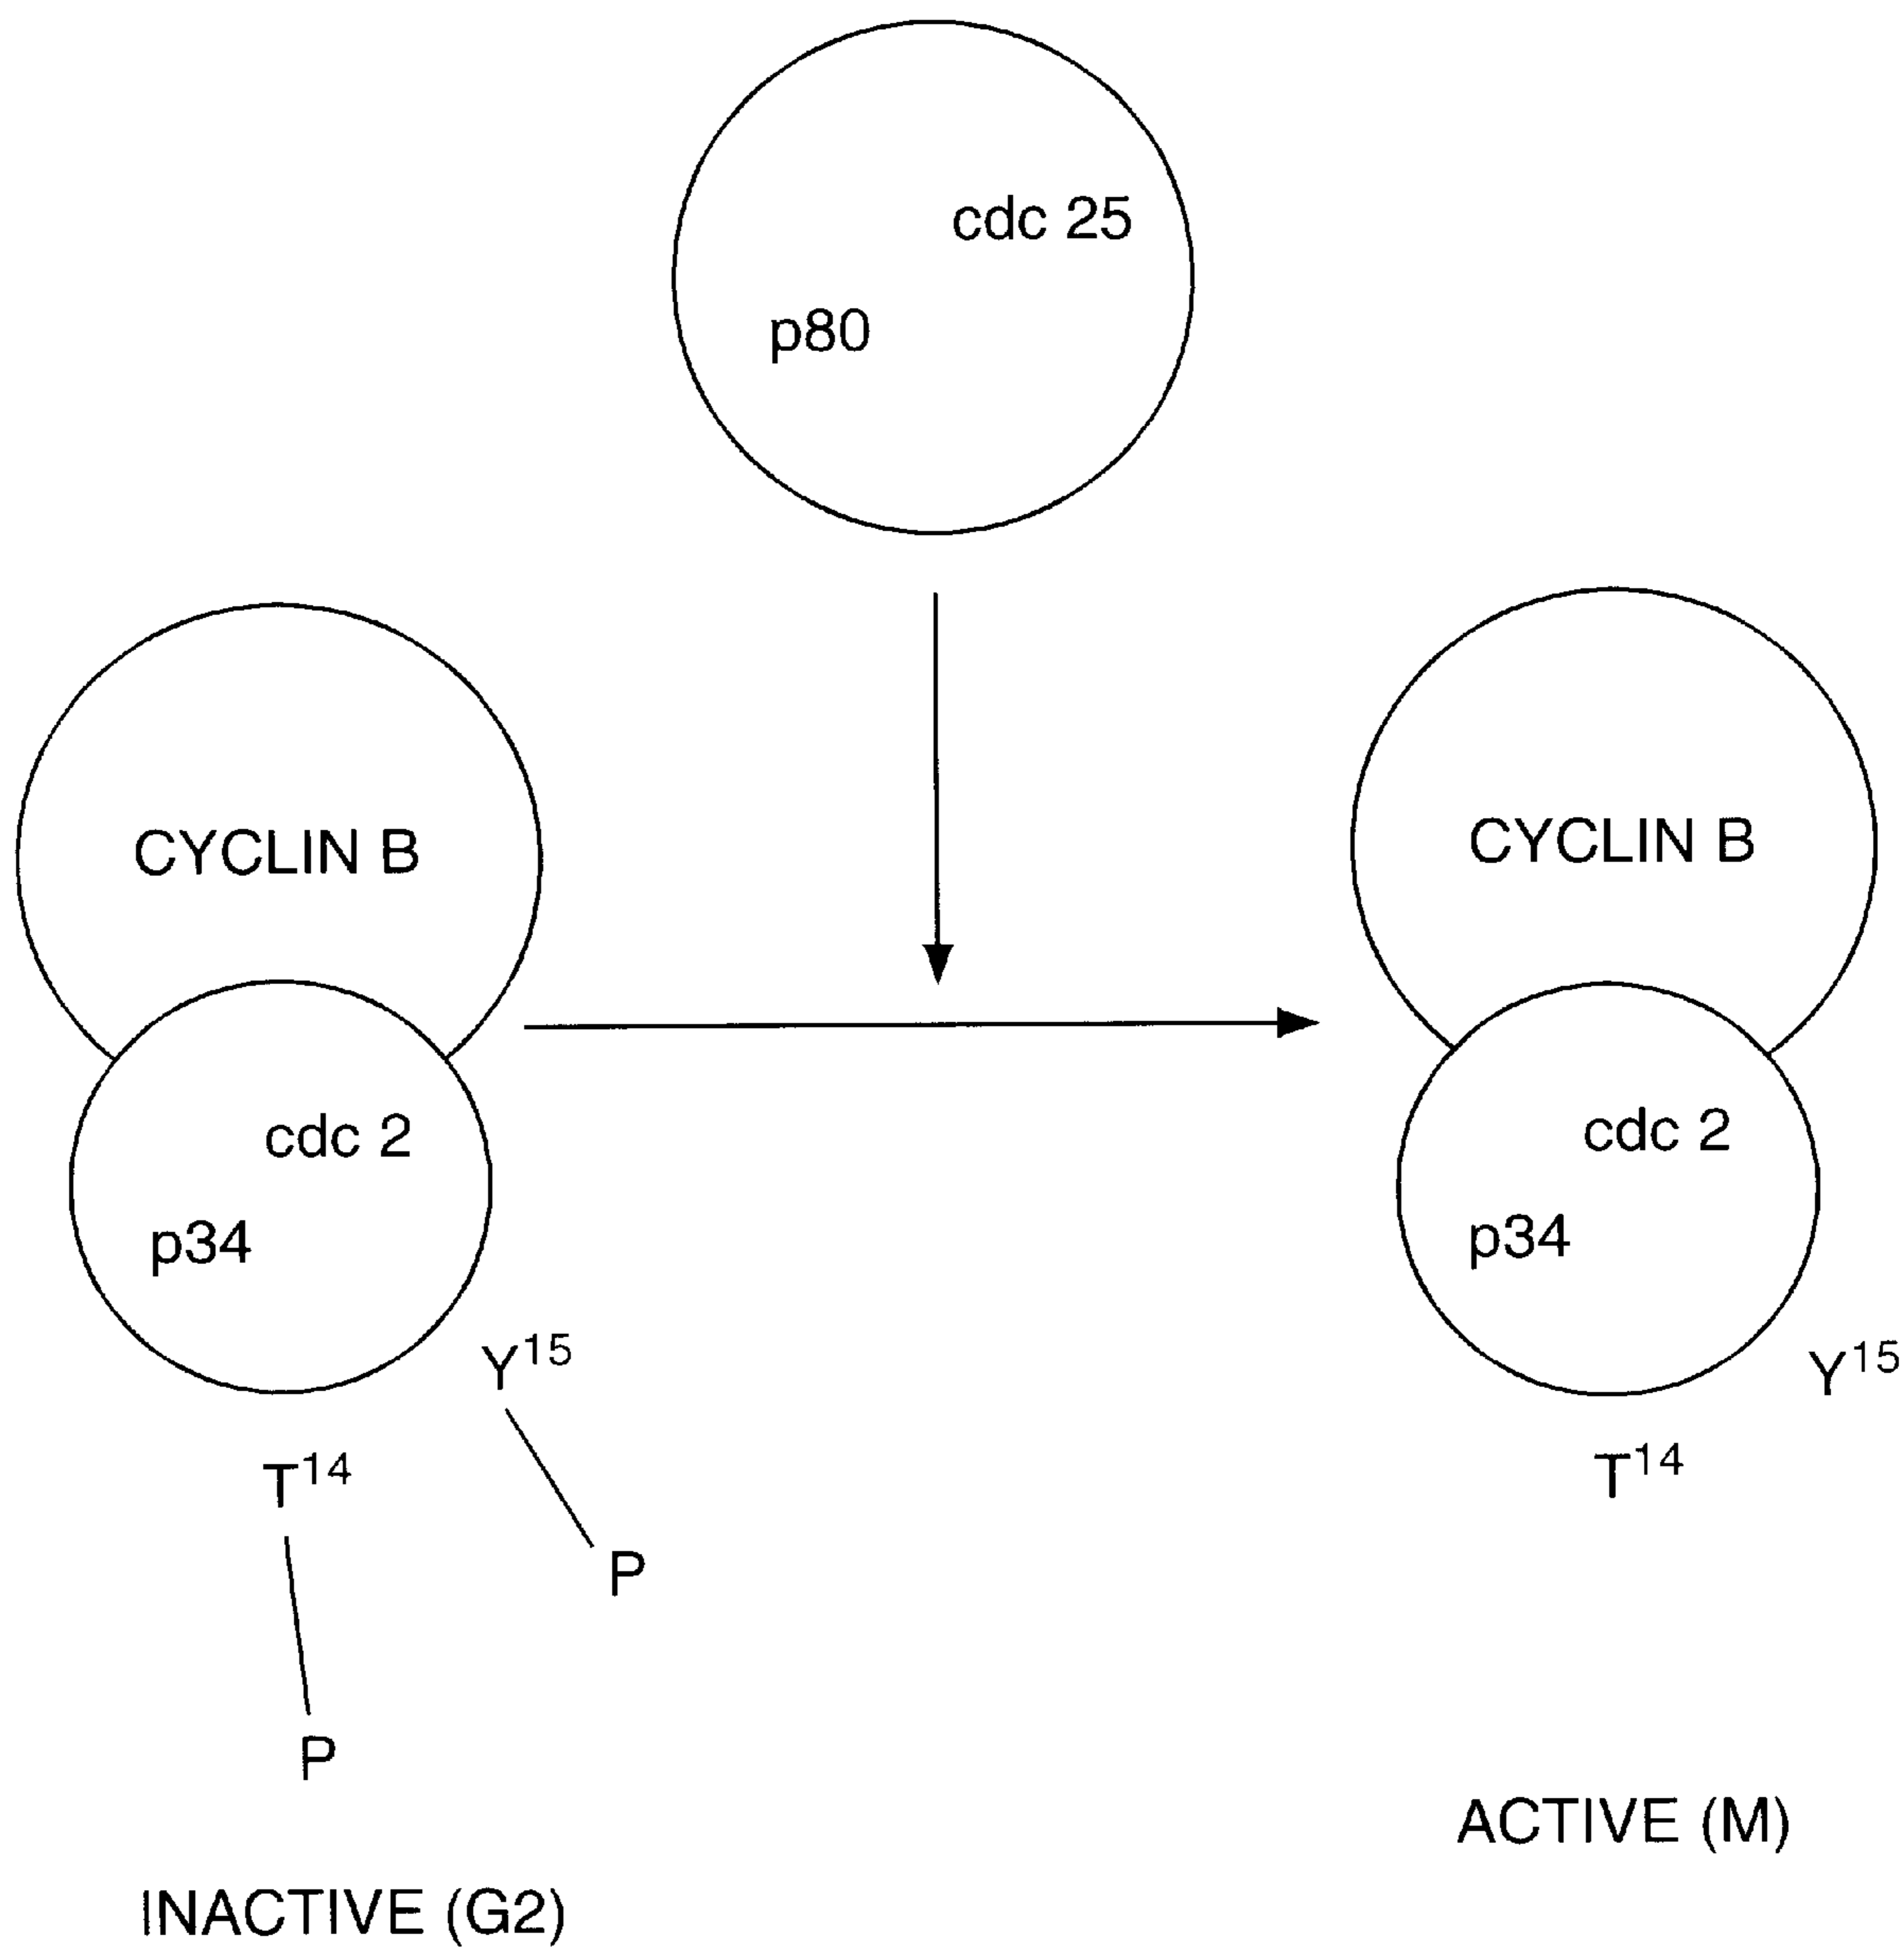 cdc 25
p80
CYCLIN B
CYCLIN B
cdc 2
p34
cdc 2
p34
Y15
T14
P
P
Y15
T14
ACTIVE (M)
INACTIVE (G2)